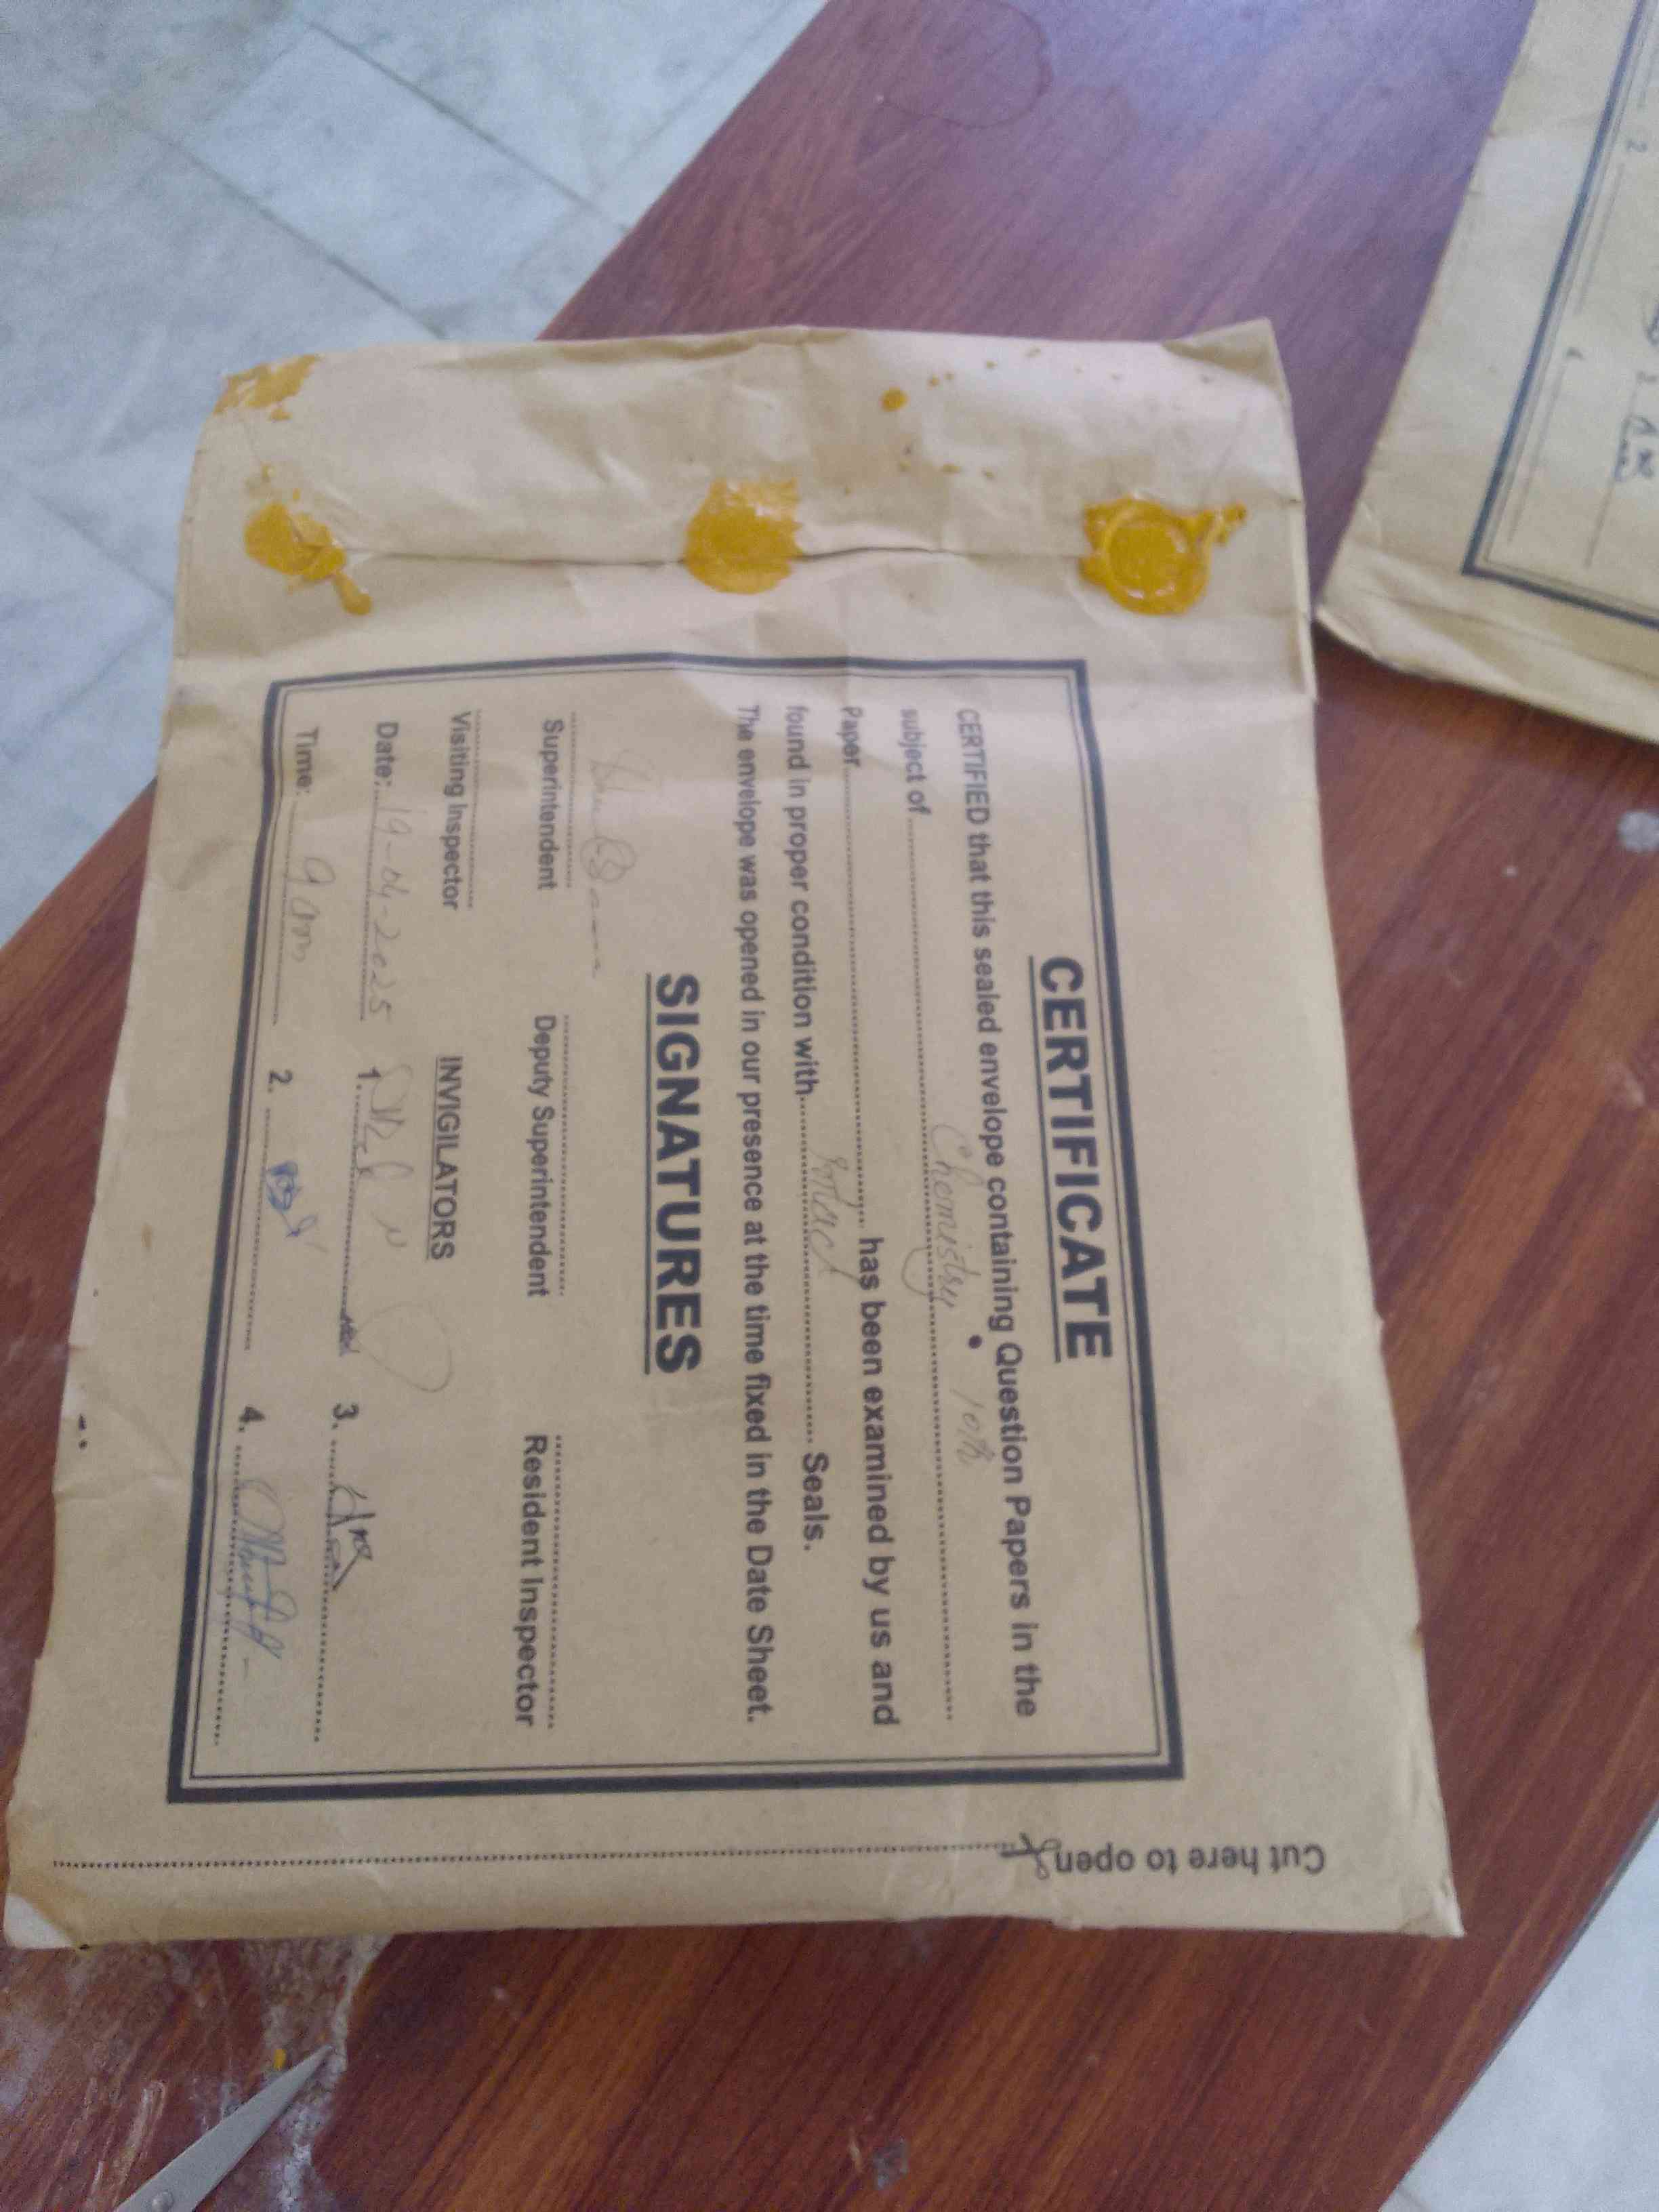 CERTIFICATE
CERTIFIED that this sealed envelope containing Question Papers in the
subject of Chemistry 10th
Paper has been examined by us and
found in proper condition with intact Seals.
The envelope was opened in our presence at the time fixed in the Date Sheet.
SIGNATURES
Superintendent Deputy Superintendent Resident Inspector
Visiting Inspector INVIGILATORS
Date: 19-04-2025 1. 3.
Time: 9 am 2. 4.
Cut here to open
2
3